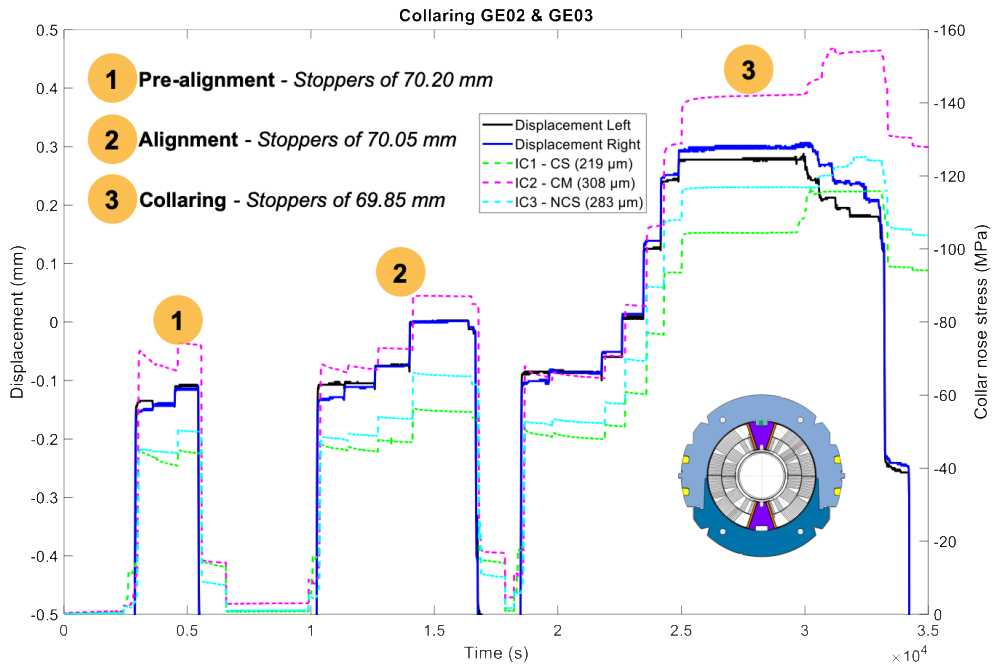 Collaring GE02 & GE03
1 Pre-alignment - Stoppers of 70.20 mm
2 Alignment - Stoppers of 70.05 mm
3 Collaring - Stoppers of 69.85 mm
Displacement Left
Displacement Right
IC1 - CS (219 µm)
IC2 - CM (308 µm)
IC3 - NCS (283 µm)
1
2
3
Displacement (mm)
0.5
0.4
0.3
0.2
0.1
0
-0.1
-0.2
-0.3
-0.4
-0.5
Collar nose stress (MPa)
-160
-140
-120
-100
-80
-60
-40
-20
0
0 0.5 1 1.5 2 2.5 3 3.5
×10⁴
Time (s)